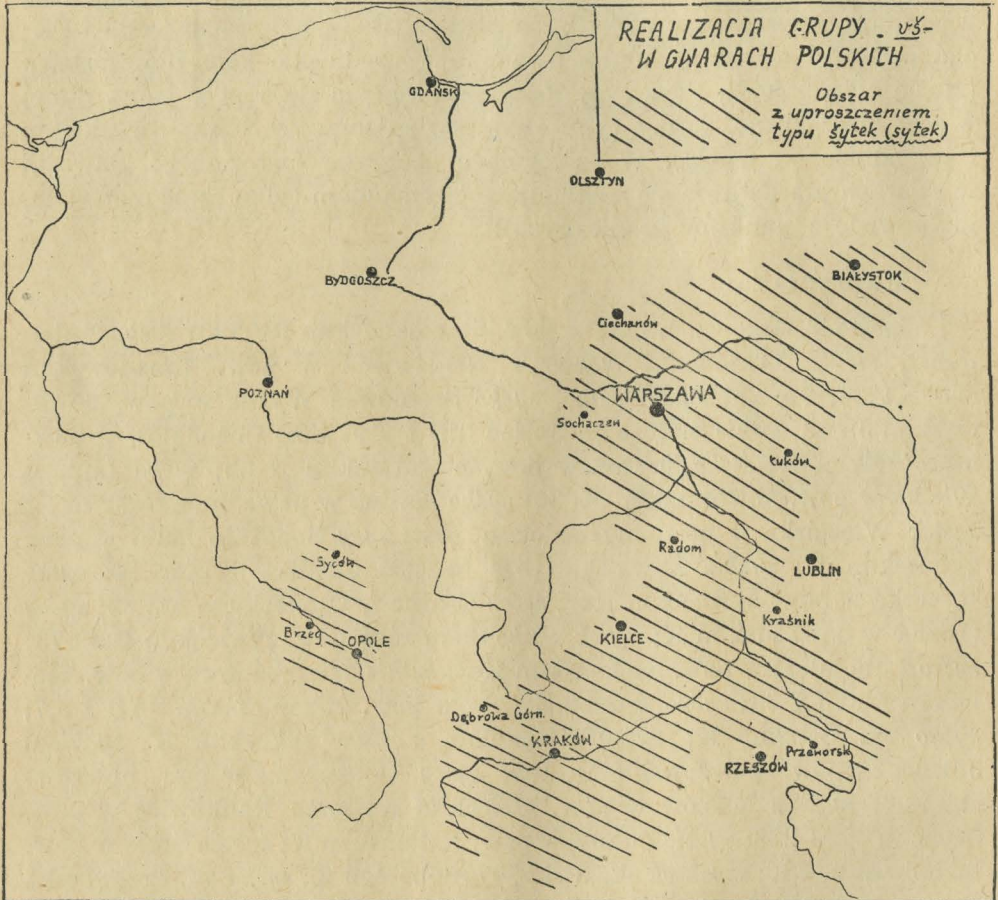 REALIZACJA GRUPY . vš-
W GWARACH POLSKICH
Obszar
z uproszczeniem
typu šytek (sytek)
GDAŃSK
OLSZTYN
BIAŁYSTOK
BYDGOSZCZ
Ciechanów
POZNAŃ
WARSZAWA
Sochaczew
Łuków
Syców
Radom
LUBLIN
Kraśnik
Brzeg
OPOLE
KIELCE
Dąbrowa Górn.
KRAKÓW
Przeworsk
RZESZÓW